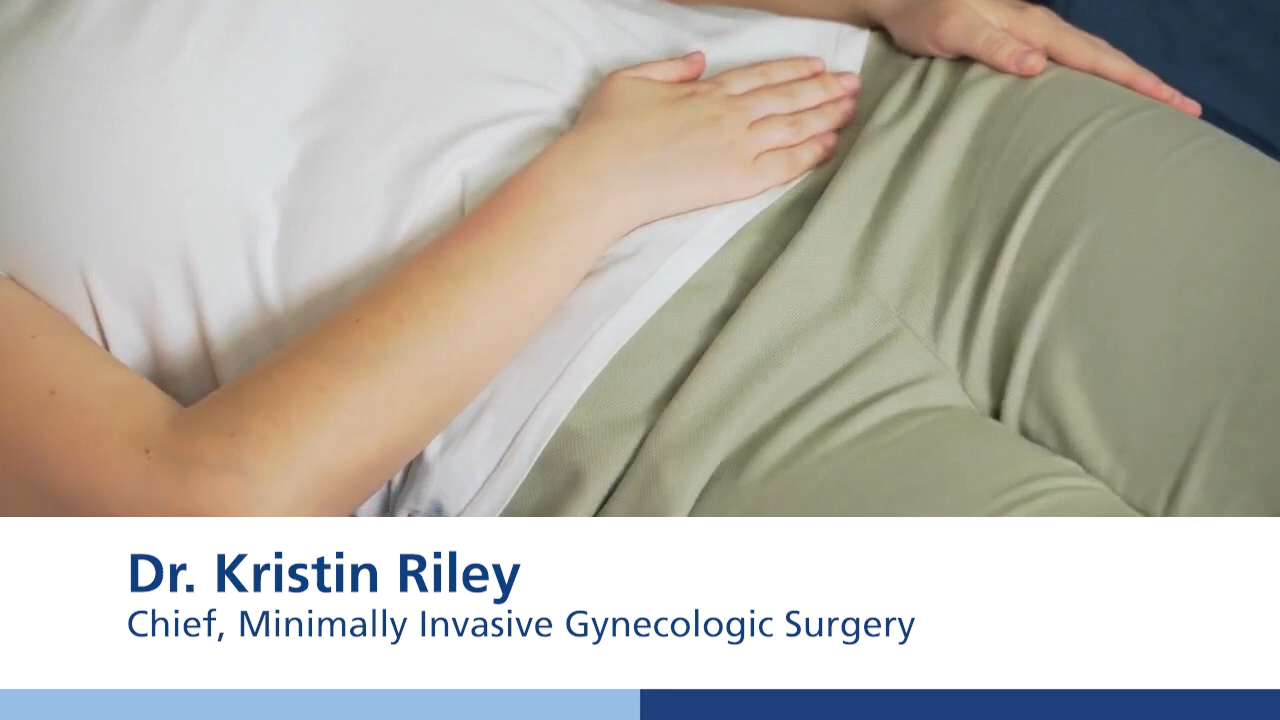 Dr. Kristin Riley
Chief, Minimally Invasive Gynecologic Surgery